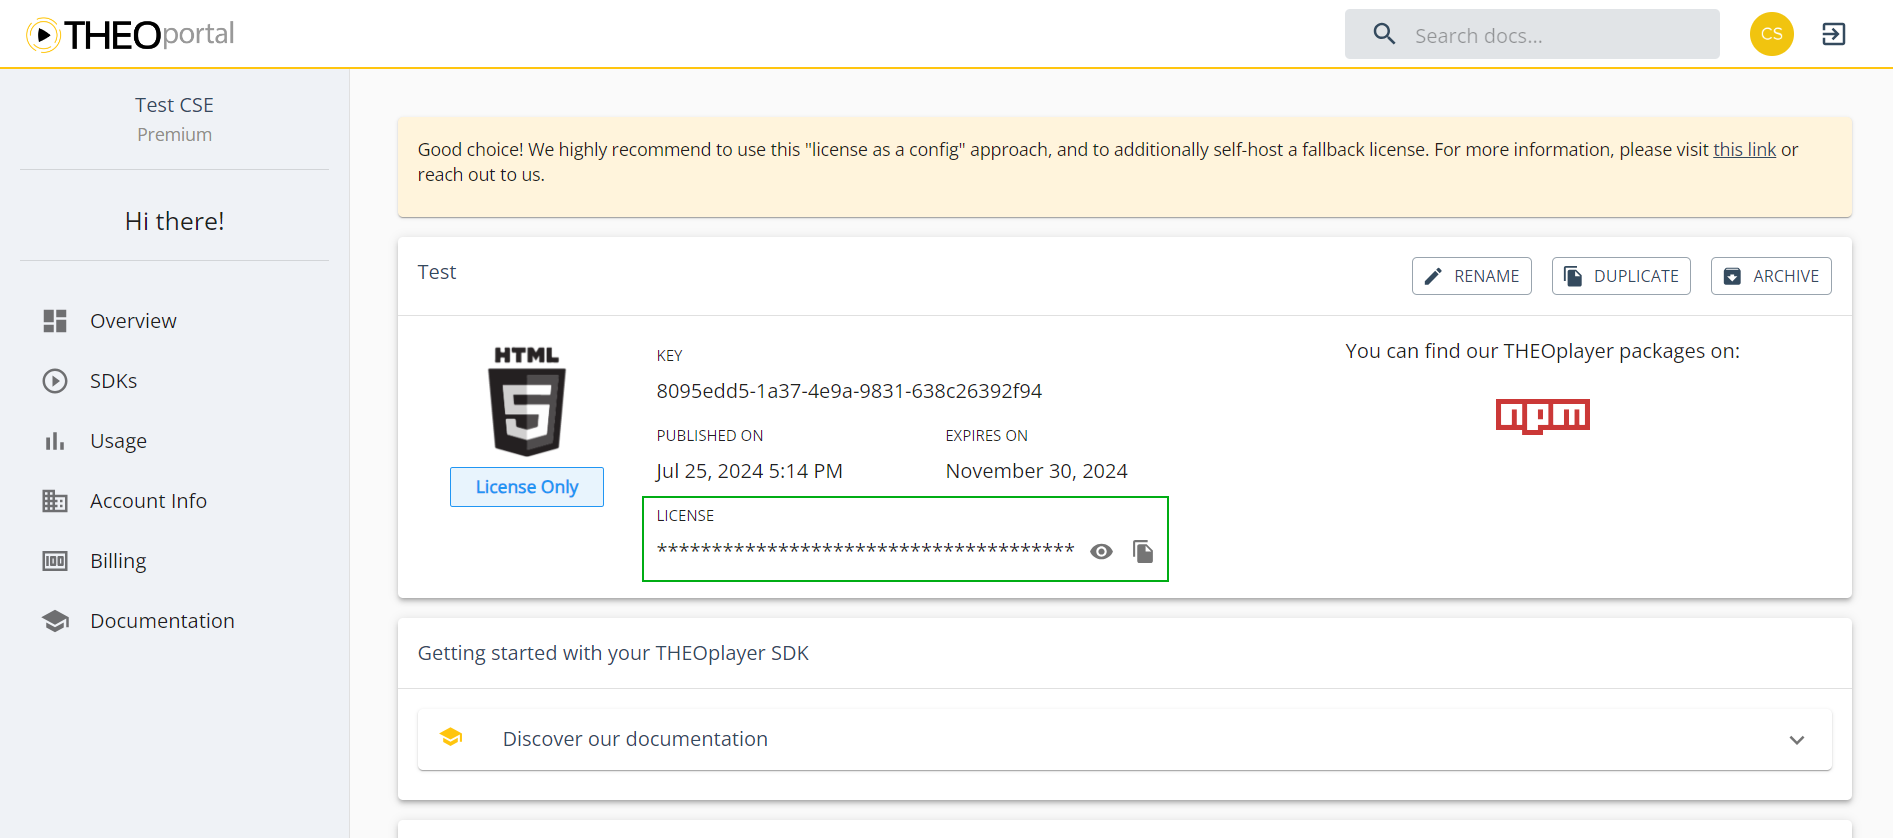 THEOportal
Search docs...
CS
Test CSE
Premium
Hi there!
Overview
SDKs
Usage
Account Info
Billing
Documentation
Good choice! We highly recommend to use this "license as a config" approach, and to additionally self-host a fallback license. For more information, please visit this link or
reach out to us.
Test
RENAME
DUPLICATE
ARCHIVE
HTML
5
License Only
KEY
8095edd5-1a37-4e9a-9831-638c26392f94
PUBLISHED ON
EXPIRES ON
Jul 25, 2024 5:14 PM
November 30, 2024
LICENSE
**************************************
You can find our THEOplayer packages on:
npm
Getting started with your THEOplayer SDK
Discover our documentation